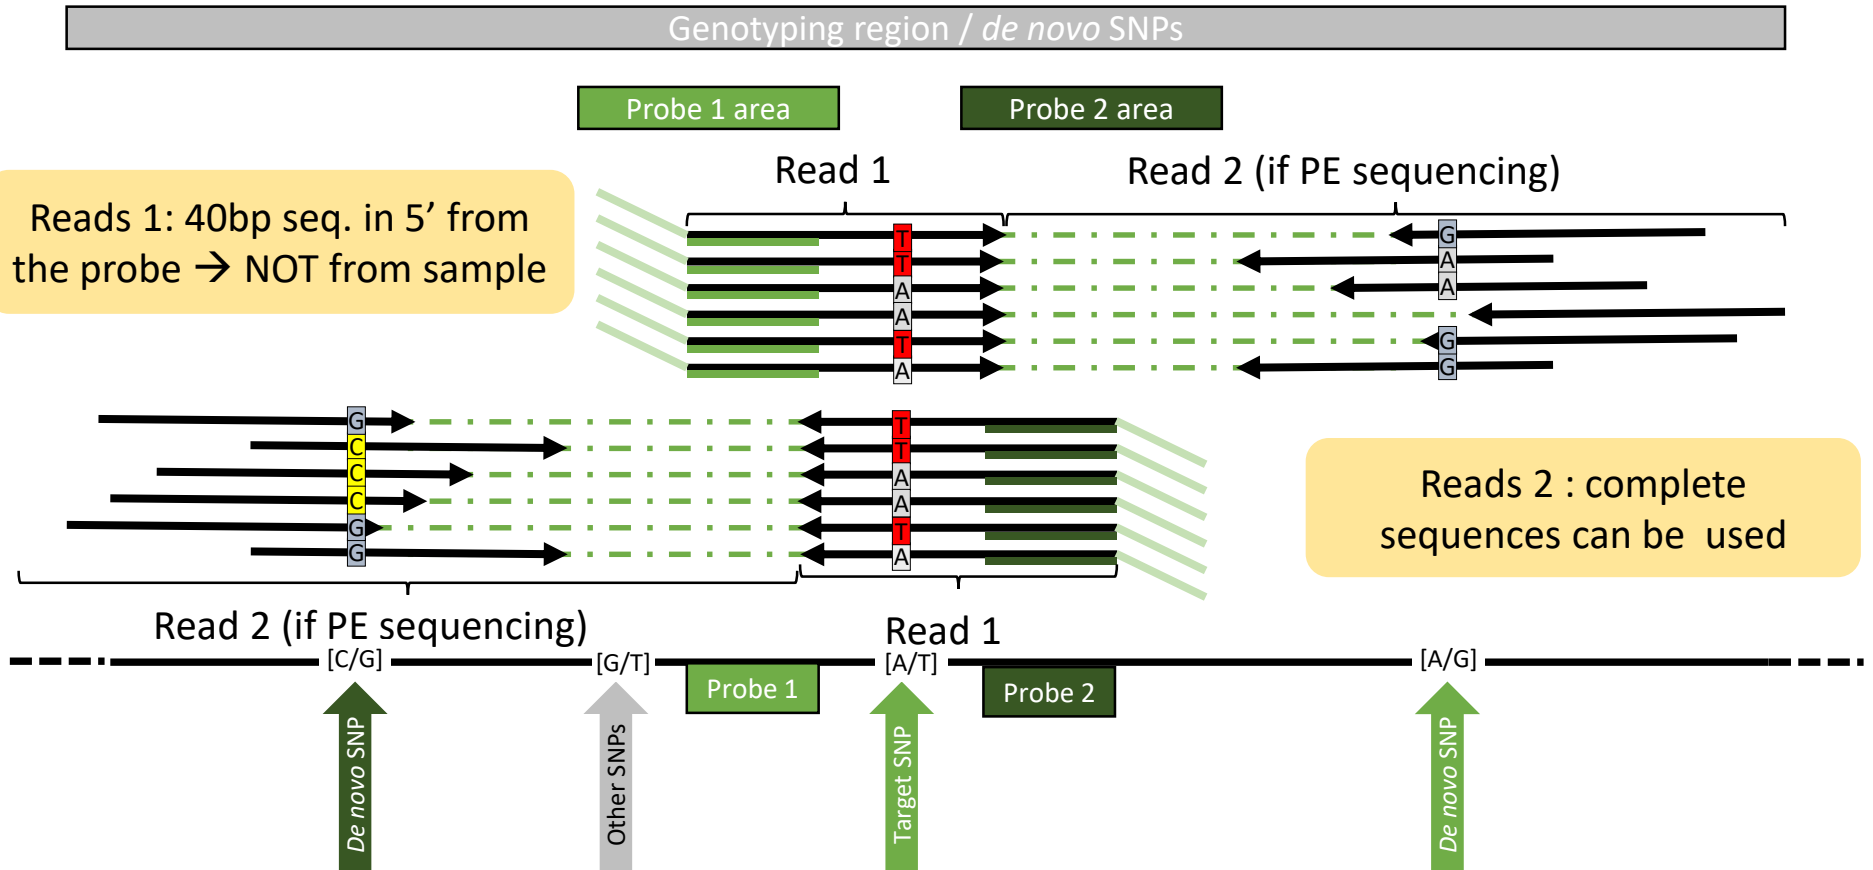 Genotyping region / de novo SNPs
Probe 1 area
Probe 2 area
Read 1
Read 2 (if PE sequencing)
Reads 1: 40bp seq. in 5’ from
the probe → NOT from sample
T
T
A
A
T
A
G
A
A
G
G
G
C
C
C
G
G
T
T
A
A
T
A
Reads 2 : complete
sequences can be  used
Read 2 (if PE sequencing)
Read 1
[C/G]
[G/T]
[A/T]
[A/G]
Probe 1
Probe 2
De novo SNP
Other SNPs
Target SNP
De novo SNP